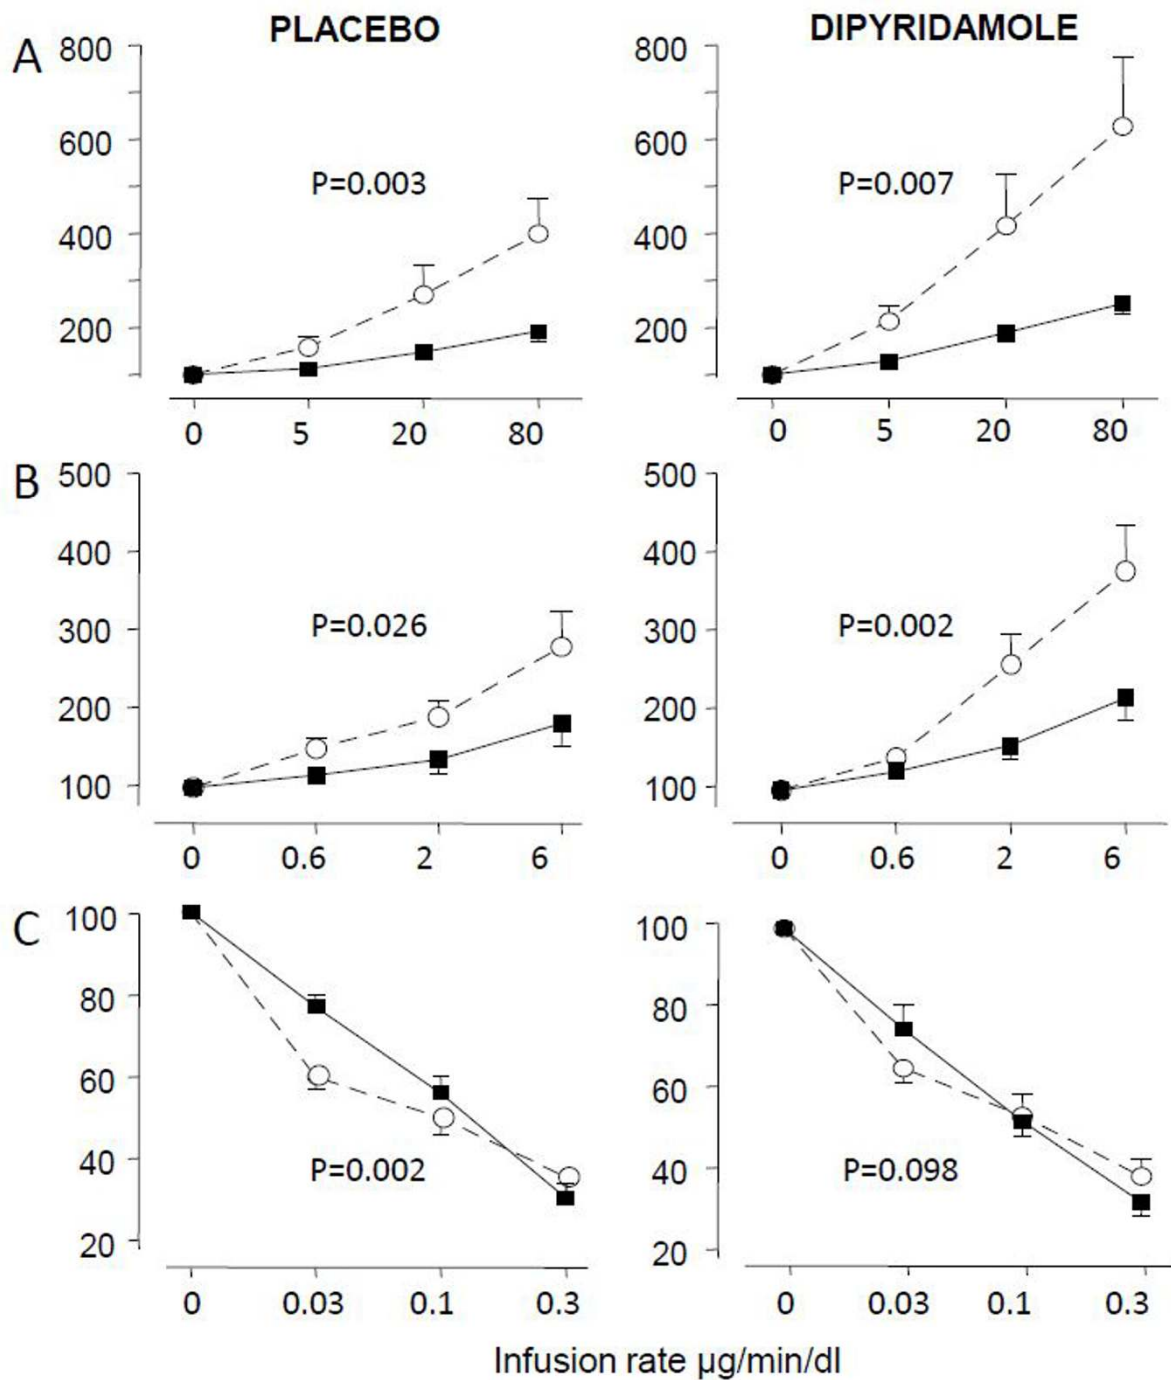 PLACEBO DIPYRIDAMOLE
A
800 800
600 600
P=0.003 P=0.007
400 400
200 200
0 5 20 80 0 5 20 80
B
500 500
400 400
P=0.026 P=0.002
300 300
200 200
100 100
0 0.6 2 6 0 0.6 2 6
C
100 100
80 80
60 60
40 40
P=0.002 P=0.098
20 20
0 0.03 0.1 0.3 0 0.03 0.1 0.3
Infusion rate µg/min/dl